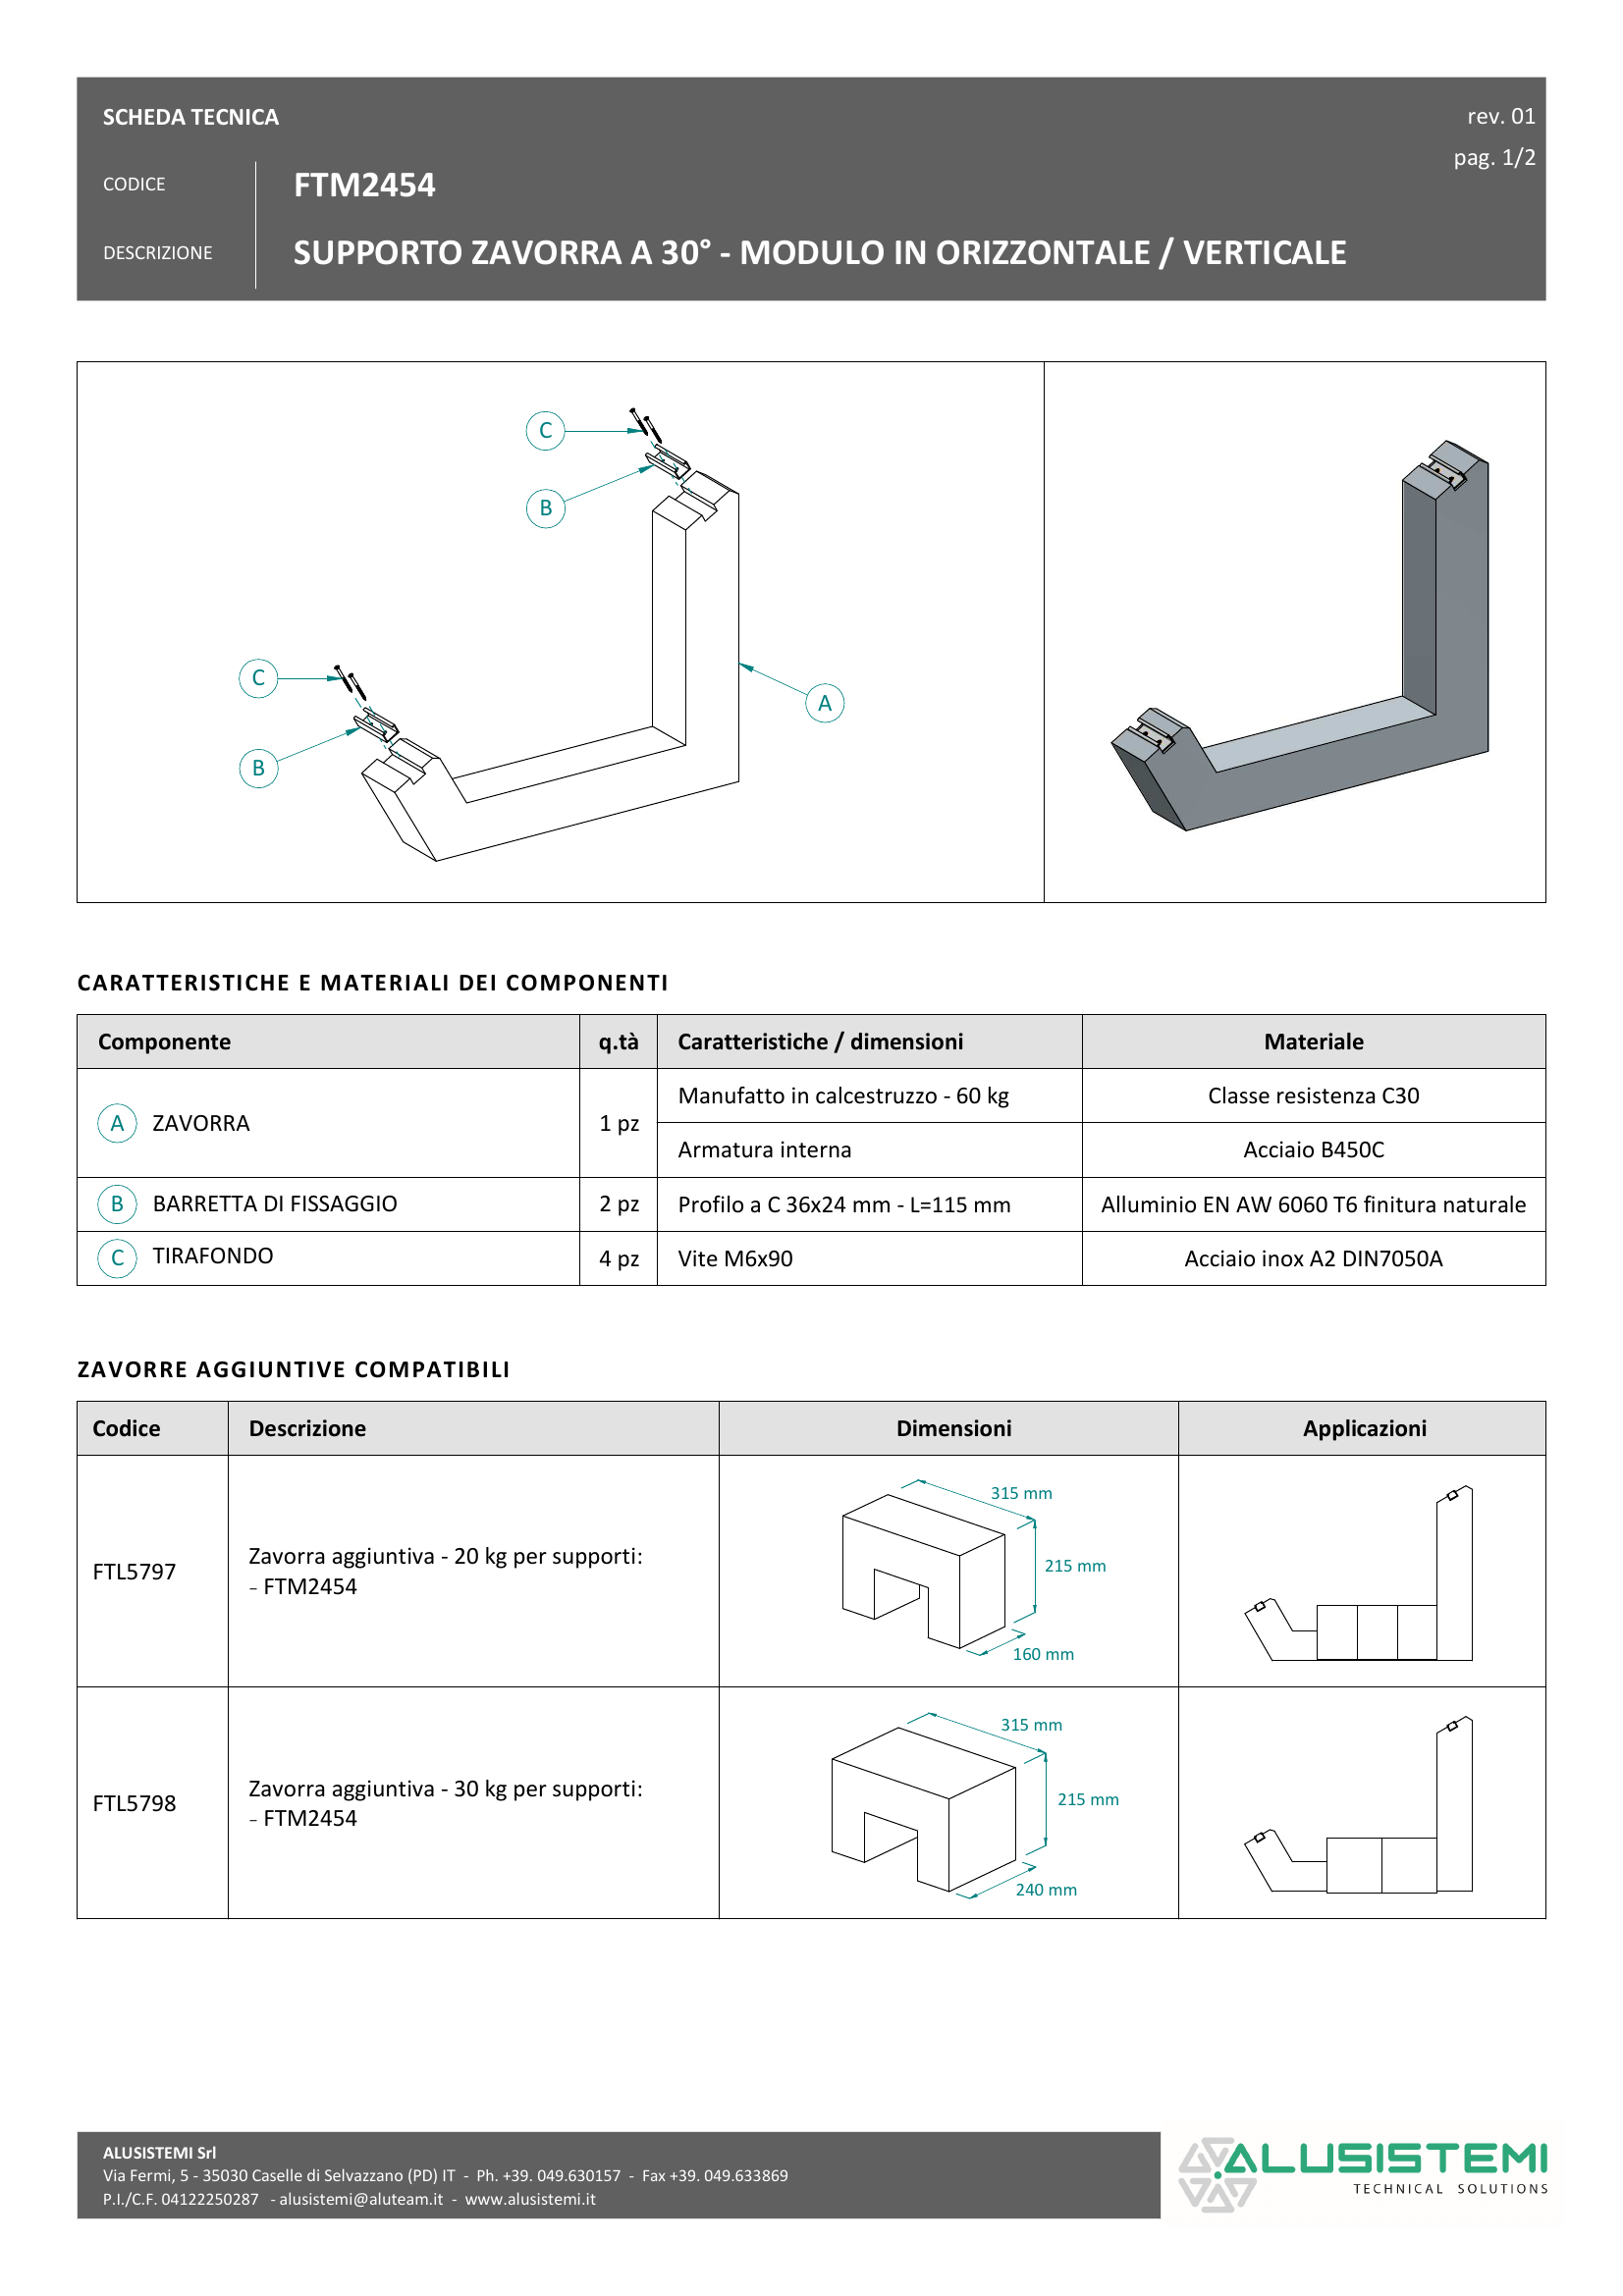 SCHEDA TECNICA
rev. 01
pag. 1/2
CODICE
FTM2454
DESCRIZIONE
SUPPORTO ZAVORRA A 30° - MODULO IN ORIZZONTALE / VERTICALE
C
B
C
B
A
CARATTERISTICHE E MATERIALI DEI COMPONENTI
Componente q.tà Caratteristiche / dimensioni Materiale
A ZAVORRA 1 pz Manufatto in calcestruzzo - 60 kg Classe resistenza C30
Armatura interna Acciaio B450C
B BARRETTA DI FISSAGGIO 2 pz Profilo a C 36x24 mm - L=115 mm Alluminio EN AW 6060 T6 finitura naturale
C TIRAFONDO 4 pz Vite M6x90 Acciaio inox A2 DIN7050A
ZAVORRE AGGIUNTIVE COMPATIBILI
Codice Descrizione Dimensioni Applicazioni
FTL5797
Zavorra aggiuntiva - 20 kg per supporti:
- FTM2454
315 mm
215 mm
160 mm
FTL5798
Zavorra aggiuntiva - 30 kg per supporti:
- FTM2454
315 mm
215 mm
240 mm
ALUSISTEMI Srl
Via Fermi, 5 - 35030 Caselle di Selvazzano (PD) IT - Ph. +39. 049.630157 - Fax +39. 049.633869
P.I./C.F. 04122250287 - alusistemi@aluteam.it - www.alusistemi.it
ALUSISTEMI
TECHNICAL SOLUTIONS